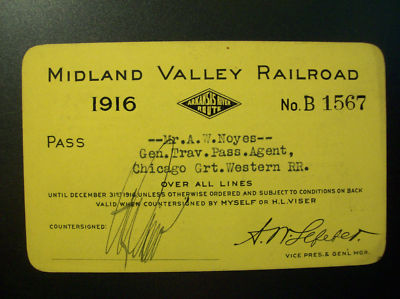 MIDLAND VALLEY RAILROAD
1916 ARKANSAS RIVER ROUTE No. B 1567
PASS --Mr.A.W.Noyes--
Gen.Trav.Pass.Agent,
Chicago Grt.Western RR.
OVER ALL LINES
UNTIL DECEMBER 31ST 1916 UNLESS OTHERWISE ORDERED AND SUBJECT TO CONDITIONS ON BACK
VALID WHEN COUNTERSIGNED BY MYSELF OR H.L.VISER
COUNTERSIGNED:
VICE PRES. & GEN'L MGR.